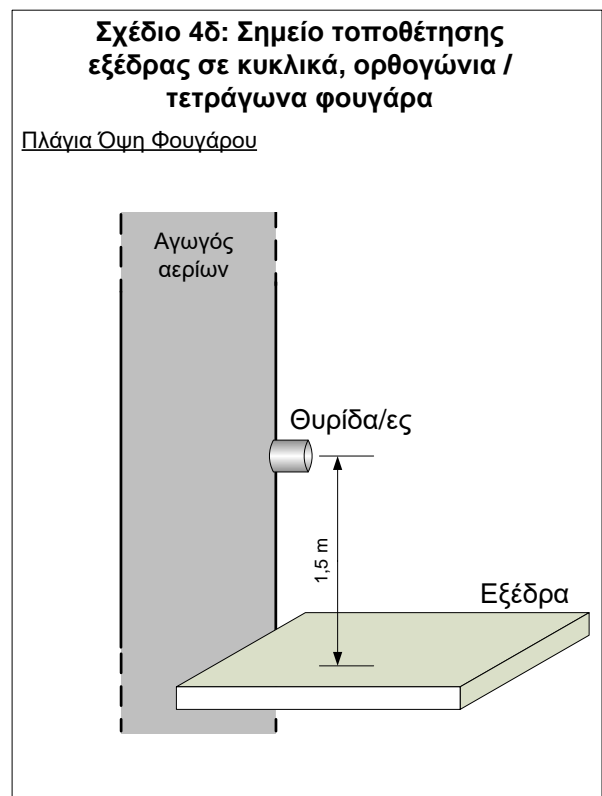 Σχέδιο 4δ: Σημείο τοποθέτησης
εξέδρας σε κυκλικά, ορθογώνια /
τετράγωνα φουγάρα
Πλάγια Όψη Φουγάρου
Αγωγός
αερίων
Θυρίδα/ες
1,5 m
Εξέδρα